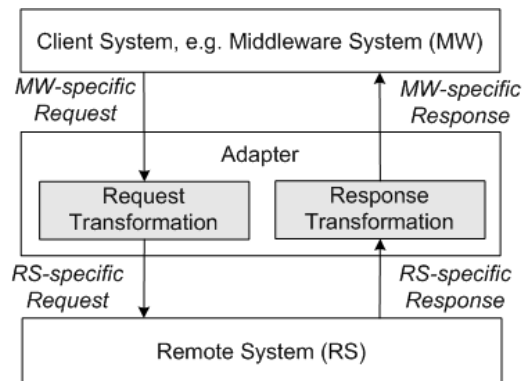 Client System, e.g. Middleware System (MW)
MW-specific
Request
MW-specific
Response
Adapter
Request
Transformation
Response
Transformation
RS-specific
Request
RS-specific
Response
Remote System (RS)